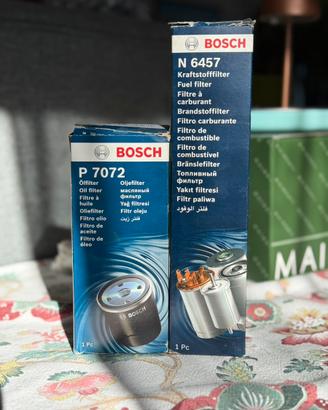 BOSCH
P 7072
Ölfilter
Oil filter
Filtre à
huile
Oliefilter
Filtro olio
Filtro de
aceite
Filtro de
óleo
Oljefilter
масляный
фильтр
Yağ filtresi
Filtr oleju
فلتر زيت
1 Pc
BOSCH
N 6457
Kraftstofffilter
Fuel filter
Filtre à
carburant
Brandstoffilter
Filtro carburante
Filtro de
combustible
Filtro de
combustível
Bränslefilter
Топливный
фильтр
Yakıt filtresi
Filtr paliwa
فلتر الوقود
1 Pc
MAI